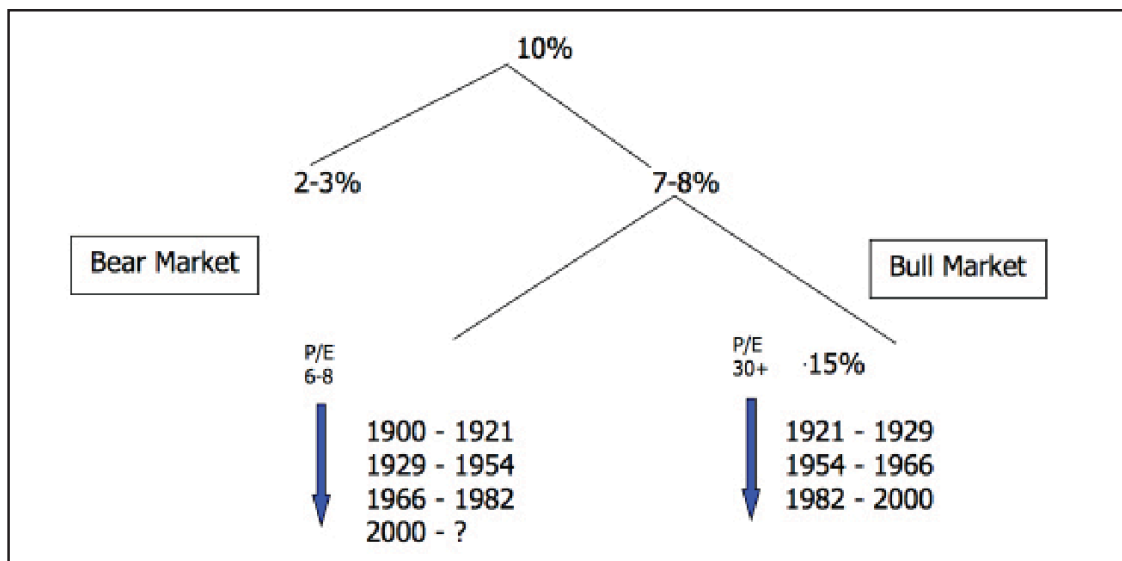 10%
2-3%
7-8%
Bear Market
Bull Market
P/E
6-8
P/E
30+
·15%
1900 - 1921
1929 - 1954
1966 - 1982
2000 - ?
1921 - 1929
1954 - 1966
1982 - 2000